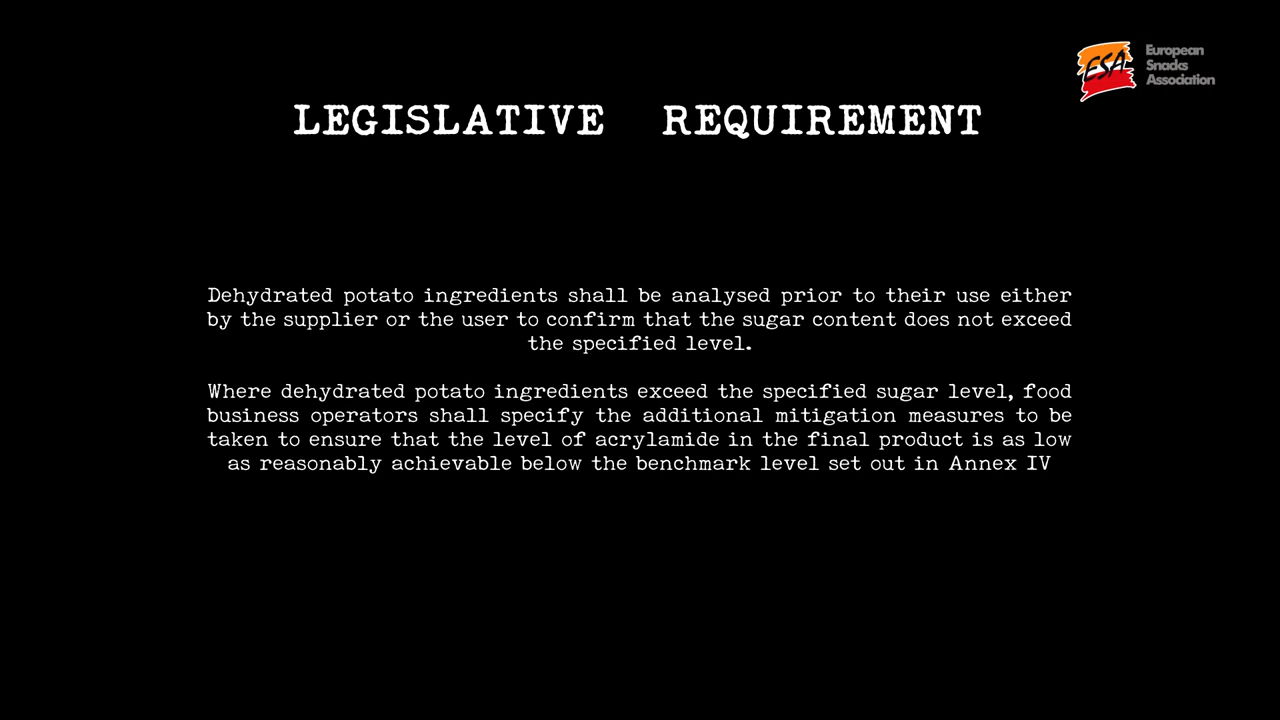 ESA
European
Snacks
Association
LEGISLATIVE REQUIREMENT
Dehydrated potato ingredients shall be analysed prior to their use either
by the supplier or the user to confirm that the sugar content does not exceed
the specified level.
Where dehydrated potato ingredients exceed the specified sugar level, food
business operators shall specify the additional mitigation measures to be
taken to ensure that the level of acrylamide in the final product is as low
as reasonably achievable below the benchmark level set out in Annex IV